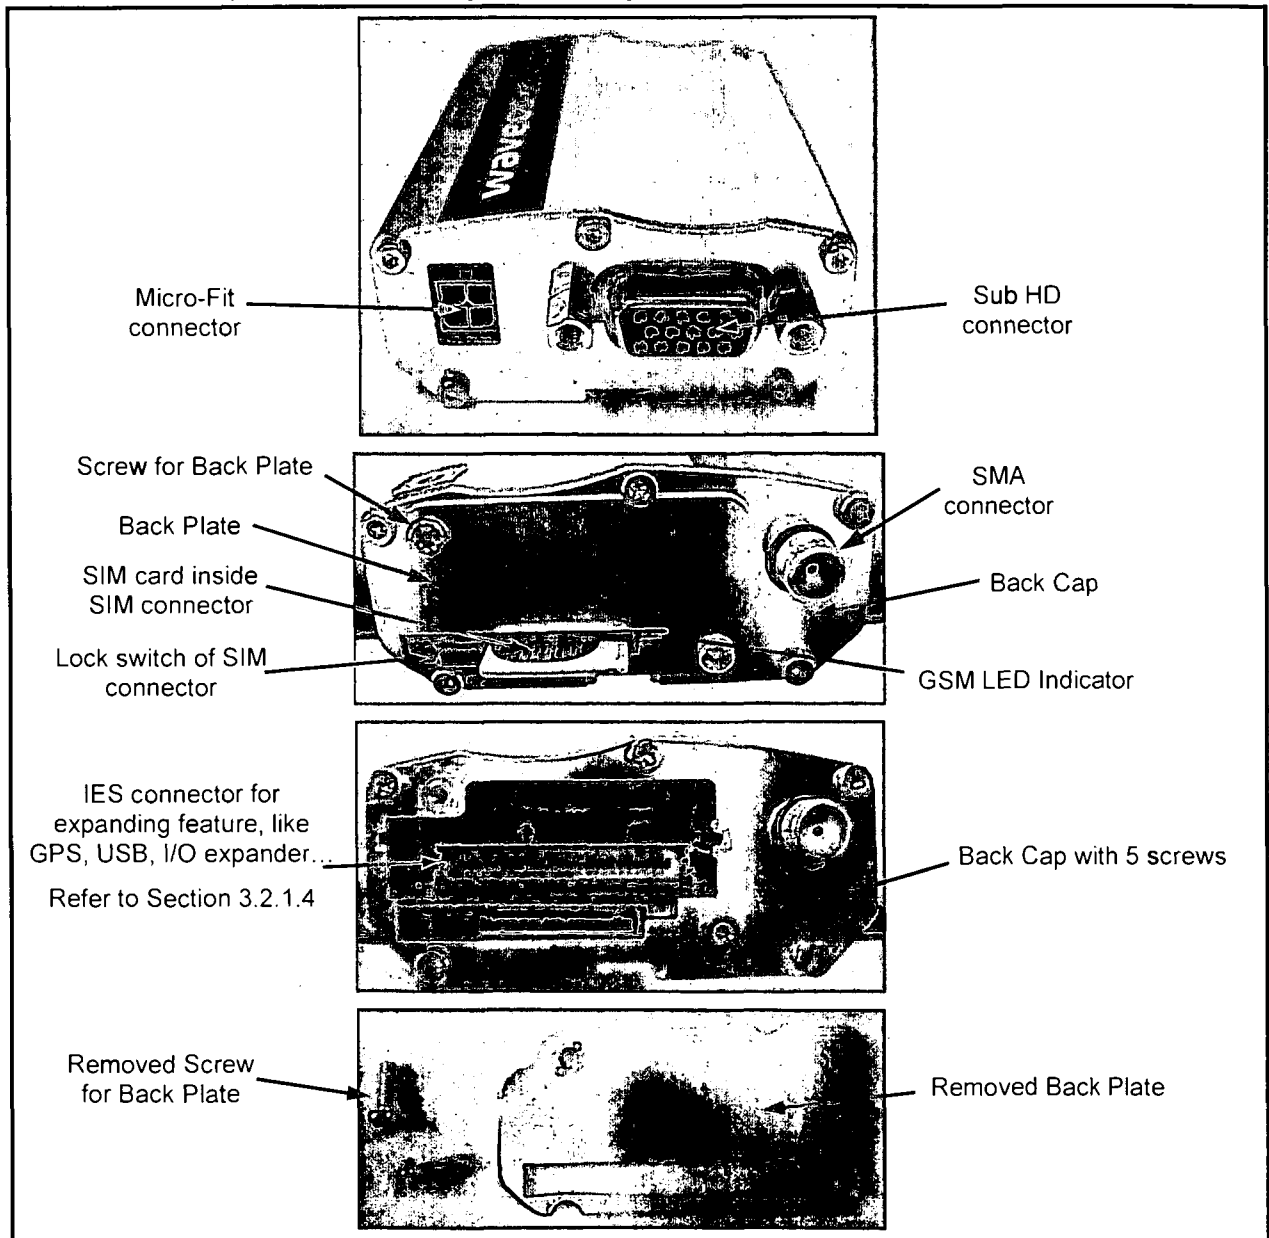 wave
Micro-Fit
connector
Sub HD
connector
Screw for Back Plate
Back Plate
SIM card inside
SIM connector
Lock switch of SIM
connector
SMA
connector
Back Cap
GSM LED Indicator
IES connector for
expanding feature, like
GPS, USB, I/O expander...
Refer to Section 3.2.1.4
Back Cap with 5 screws
Removed Screw
for Back Plate
Removed Back Plate